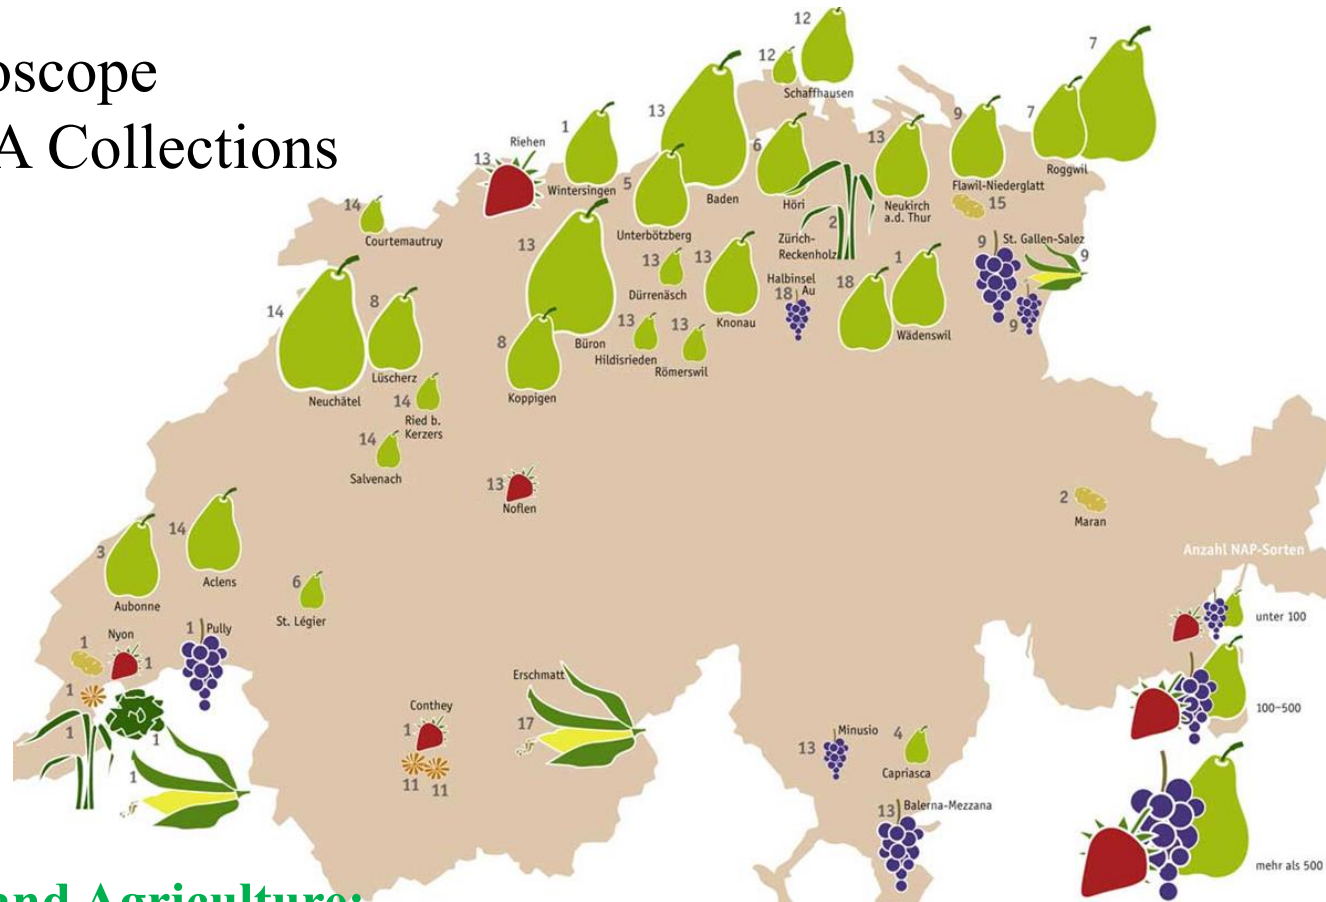 oscope
A Collections
12
12
Schaffhausen
7
7
Roggwil
13
Baden
1
Wintersingen
Riehen
13
5
Unterbötzberg
6
Höri
13
Neukirch
a.d. Thur
9
Flawil-Niederglatt
15
2
Zürich-
Reckenholz
14
Courtemautruy
13
Büron
13
Dürrenäsch
13
Knonau
Halbinsel
Au
18
18
1
Wädenswil
9
St. Gallen-Salez
9
9
14
Neuchâtel
8
Lüscherz
8
Koppigen
13
Hildisrieden
13
Römerswil
14
Ried b.
Kerzers
14
Salvenach
13
Noflen
2
Maran
3
Aubonne
14
Aclens
6
St. Légier
1
Nyon
1
1
Pully
1
1
1
1
Conthey
1
11
11
Erschmatt
17
13
Minusio
4
Capriasca
13
Balerna-Mezzana
Anzahl NAP-Sorten
unter 100
100–500
mehr als 500
and Agriculture: